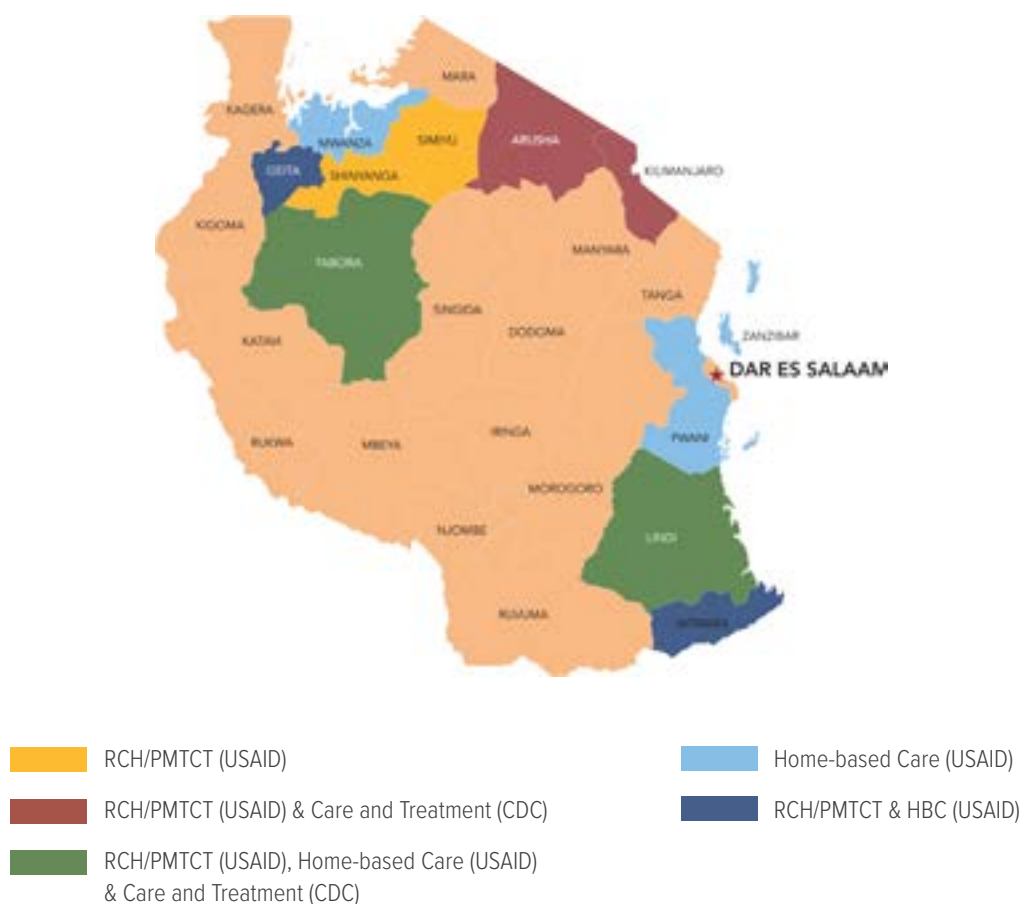 MARA
KAGERA
MWANZA
SIMIYU
ARUSHA
GEITA
SHINYANGA
KILIMANJARO
KIGOMA
TABORA
MANYARA
TANGA
SINGIDA
DODOMA
ZANZIBAR
KATAVI
DAR ES SALAAM
RUKWA
MBEYA
IRINGA
PWANI
MOROGORO
NJOMBE
LINDI
RUVUMA
MTWARA
RCH/PMTCT (USAID)
RCH/PMTCT (USAID) & Care and Treatment (CDC)
RCH/PMTCT (USAID), Home-based Care (USAID)
& Care and Treatment (CDC)
Home-based Care (USAID)
RCH/PMTCT & HBC (USAID)